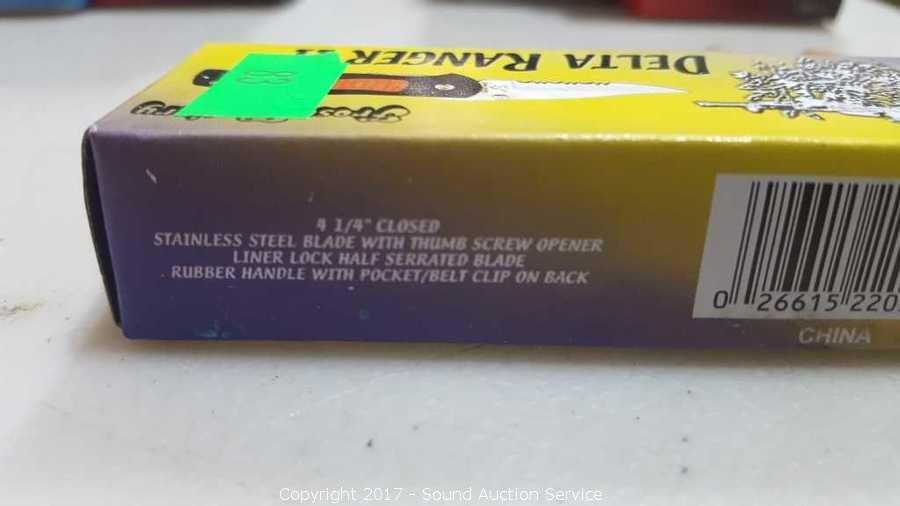 DELTA RANGER II
4 1/4" CLOSED
STAINLESS STEEL BLADE WITH THUMB SCREW OPENER
LINER LOCK HALF SERRATED BLADE
RUBBER HANDLE WITH POCKET/BELT CLIP ON BACK
0 26615 220
CHINA
Copyright 2017 - Sound Auction Service